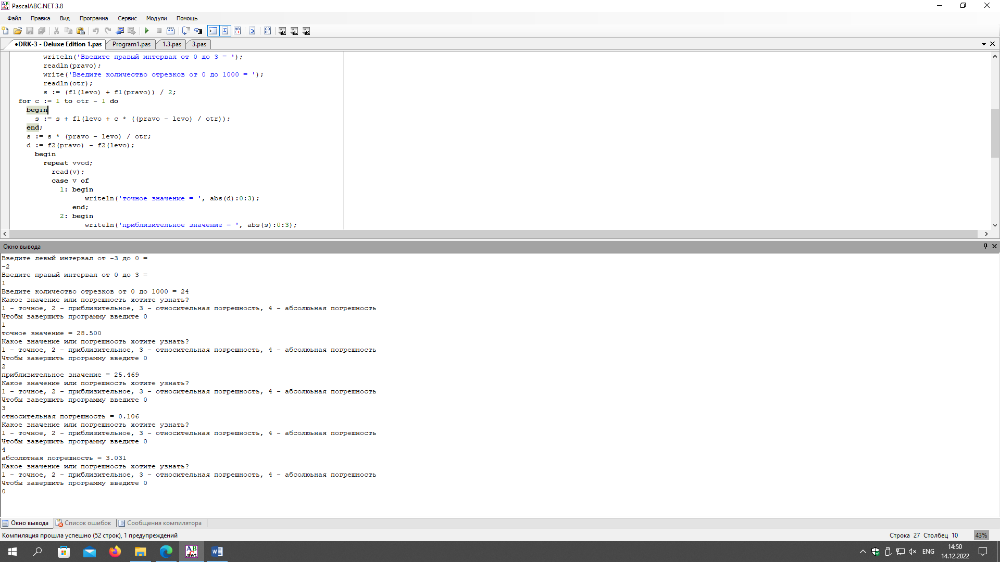 PascalABC.NET 3.8
Файл Правка Вид Программа Сервис Модули Помощь
•DRK-3 - Deluxe Edition 1.pas Program1.pas 1.3.pas 3.pas
writeln('Введите правый интервал от 0 до 3 = ');
readln(pravo);
write('Введите количество отрезков от 0 до 1000 = ');
readln(otr);
s := (f1(levo) + f1(pravo)) / 2;
for c := 1 to otr - 1 do
begin
s := s + f1(levo + c * ((pravo - levo) / otr));
end;
s := s * (pravo - levo) / otr;
d := f2(pravo) - f2(levo);
begin
repeat vvod;
read(v);
case v of
1: begin
writeln('точное значение = ', abs(d):0:3);
end;
2: begin
writeln('приблизительное значение = ', abs(s):0:3);
Окно вывода
Введите левый интервал от -3 до 0 =
-2
Введите правый интервал от 0 до 3 =
1
Введите количество отрезков от 0 до 1000 = 24
Какое значение или погрешность хотите узнать?
1 - точное, 2 - приблизительное, 3 - относительная погрешность, 4 - абсолюьная погрешность
Чтобы завершить программу введите 0
1
точное значение = 28.500
Какое значение или погрешность хотите узнать?
1 - точное, 2 - приблизительное, 3 - относительная погрешность, 4 - абсолюьная погрешность
Чтобы завершить программу введите 0
2
приблизительное значение = 25.469
Какое значение или погрешность хотите узнать?
1 - точное, 2 - приблизительное, 3 - относительная погрешность, 4 - абсолюьная погрешность
Чтобы завершить программу введите 0
3
относительная погрешность = 0.106
Какое значение или погрешность хотите узнать?
1 - точное, 2 - приблизительное, 3 - относительная погрешность, 4 - абсолюьная погрешность
Чтобы завершить программу введите 0
4
абсолютная погрешность = 3.031
Какое значение или погрешность хотите узнать?
1 - точное, 2 - приблизительное, 3 - относительная погрешность, 4 - абсолюьная погрешность
Чтобы завершить программу введите 0
0
Окно вывода Список ошибок Сообщения компилятора
Компиляция прошла успешно (52 строк), 1 предупреждений Строка 27 Столбец 10 43%
ENG 14:50
14.12.2022